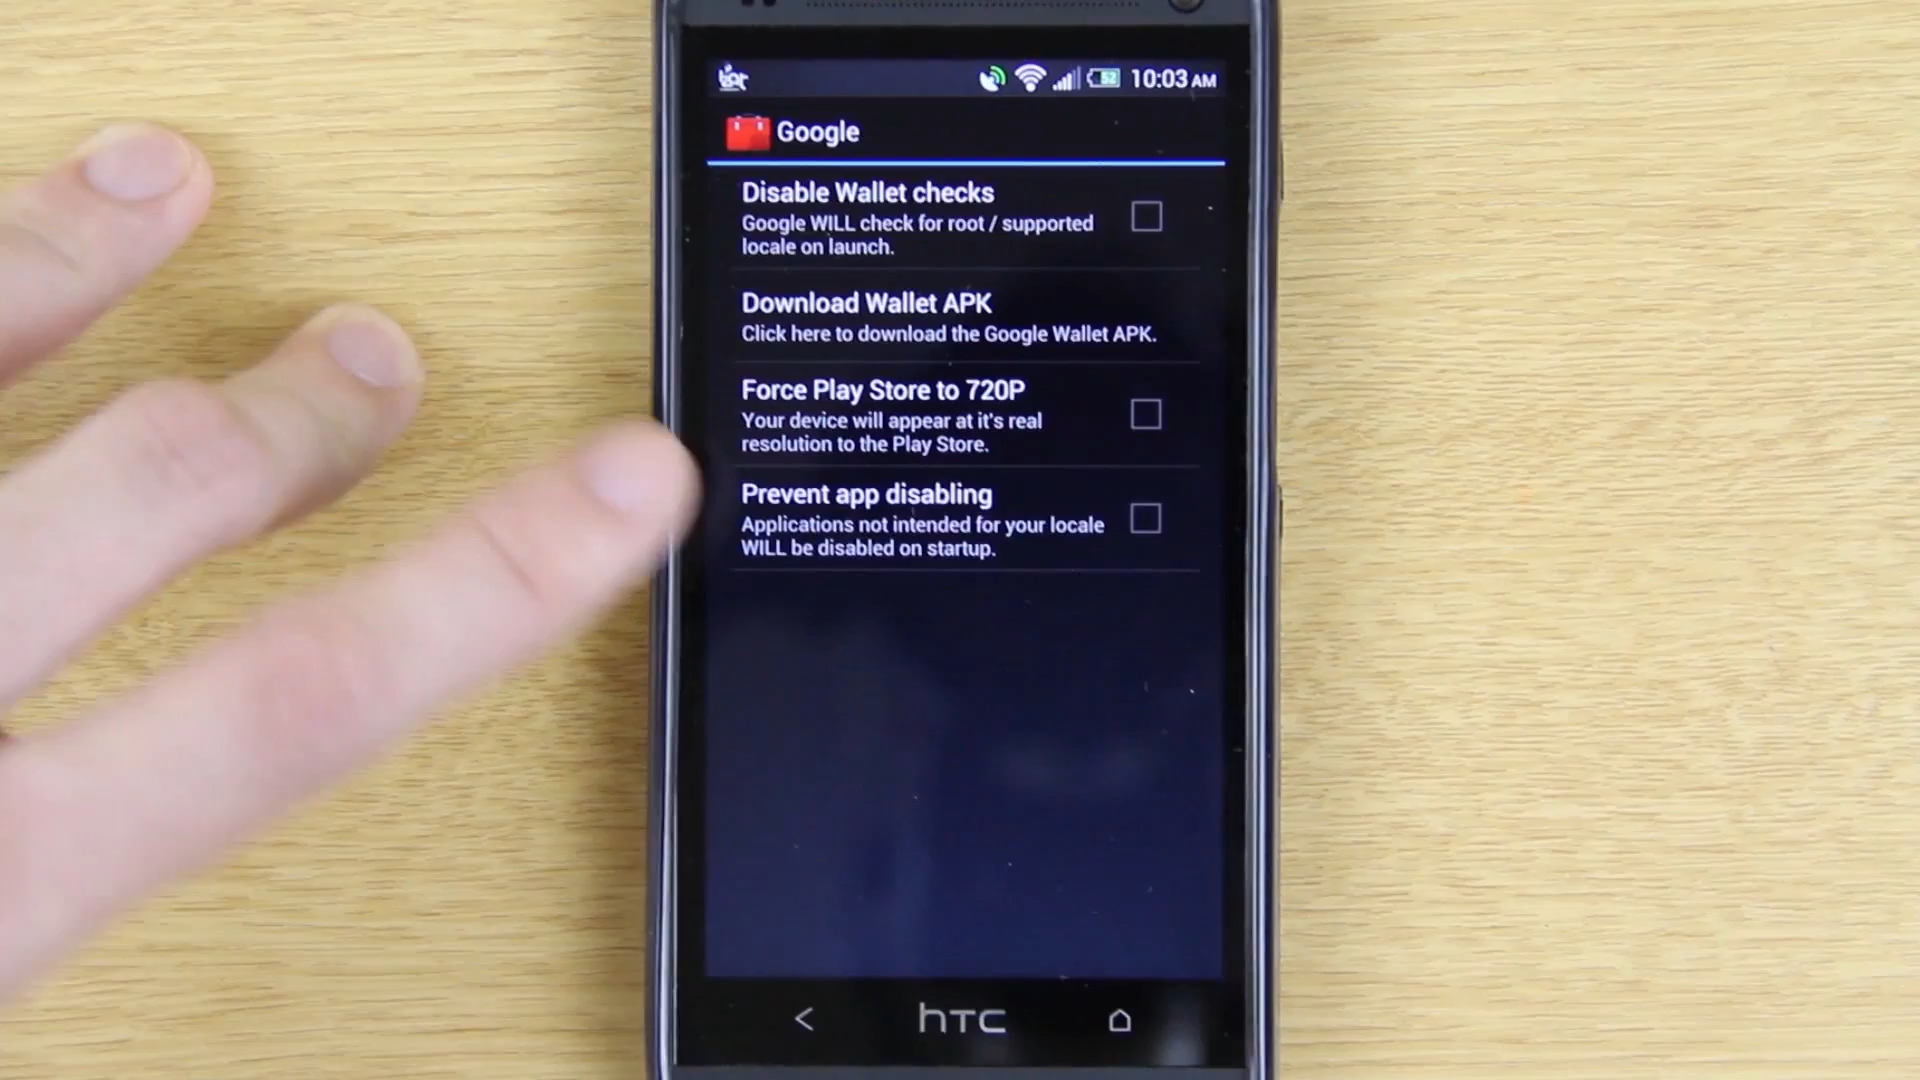 52 10:03 AM
Google
Disable Wallet checks
Google WILL check for root / supported
locale on launch.
Download Wallet APK
Click here to download the Google Wallet APK.
Force Play Store to 720P
Your device will appear at it's real
resolution to the Play Store.
Prevent app disabling
Applications not intended for your locale
WILL be disabled on startup.
hTC